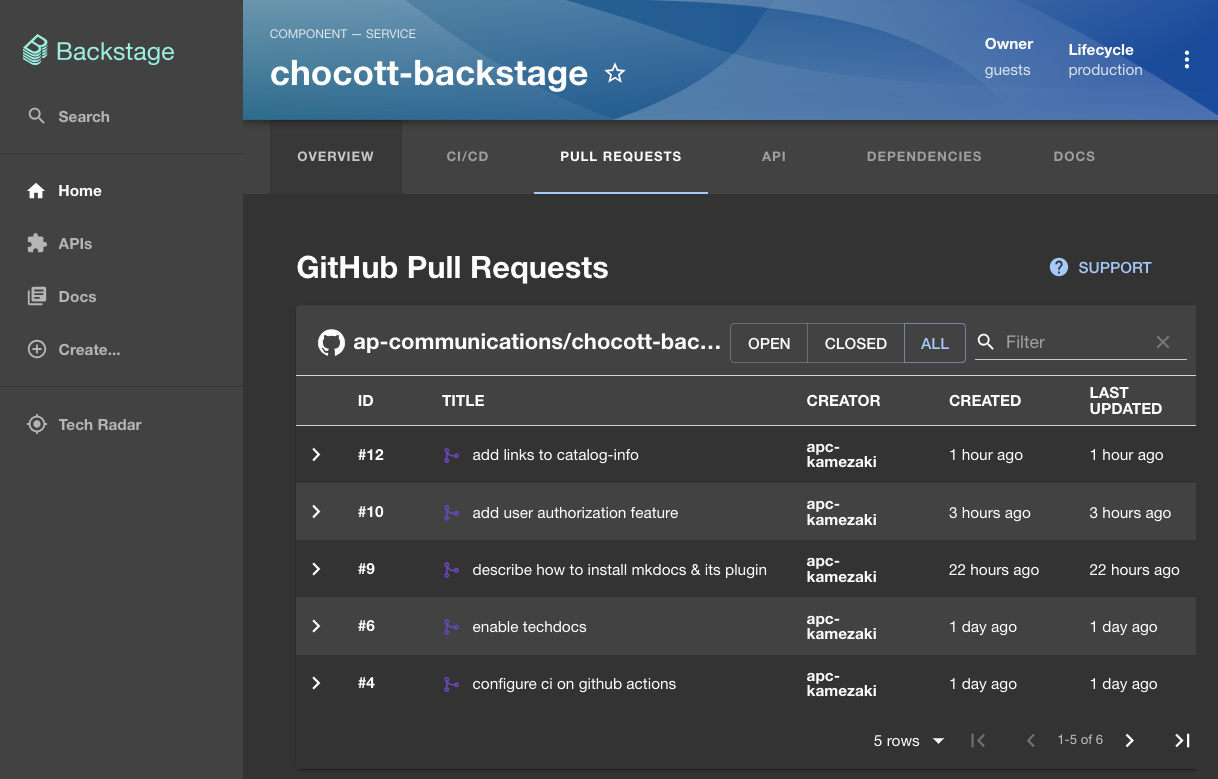 Backstage
Search
Home
APIs
Docs
Create...
Tech Radar
COMPONENT — SERVICE
chocott-backstage
Owner
guests
Lifecycle
production
OVERVIEW
CI/CD
PULL REQUESTS
API
DEPENDENCIES
DOCS
GitHub Pull Requests
SUPPORT
ap-communications/chocott-bac...
OPEN
CLOSED
ALL
Filter
ID TITLE CREATOR CREATED LAST
UPDATED
#12 add links to catalog-info apc-
kamezaki 1 hour ago 1 hour ago
#10 add user authorization feature apc-
kamezaki 3 hours ago 3 hours ago
#9 describe how to install mkdocs & its plugin apc-
kamezaki 22 hours ago 22 hours ago
#6 enable techdocs apc-
kamezaki 1 day ago 1 day ago
#4 configure ci on github actions apc-
kamezaki 1 day ago 1 day ago
5 rows 1-5 of 6